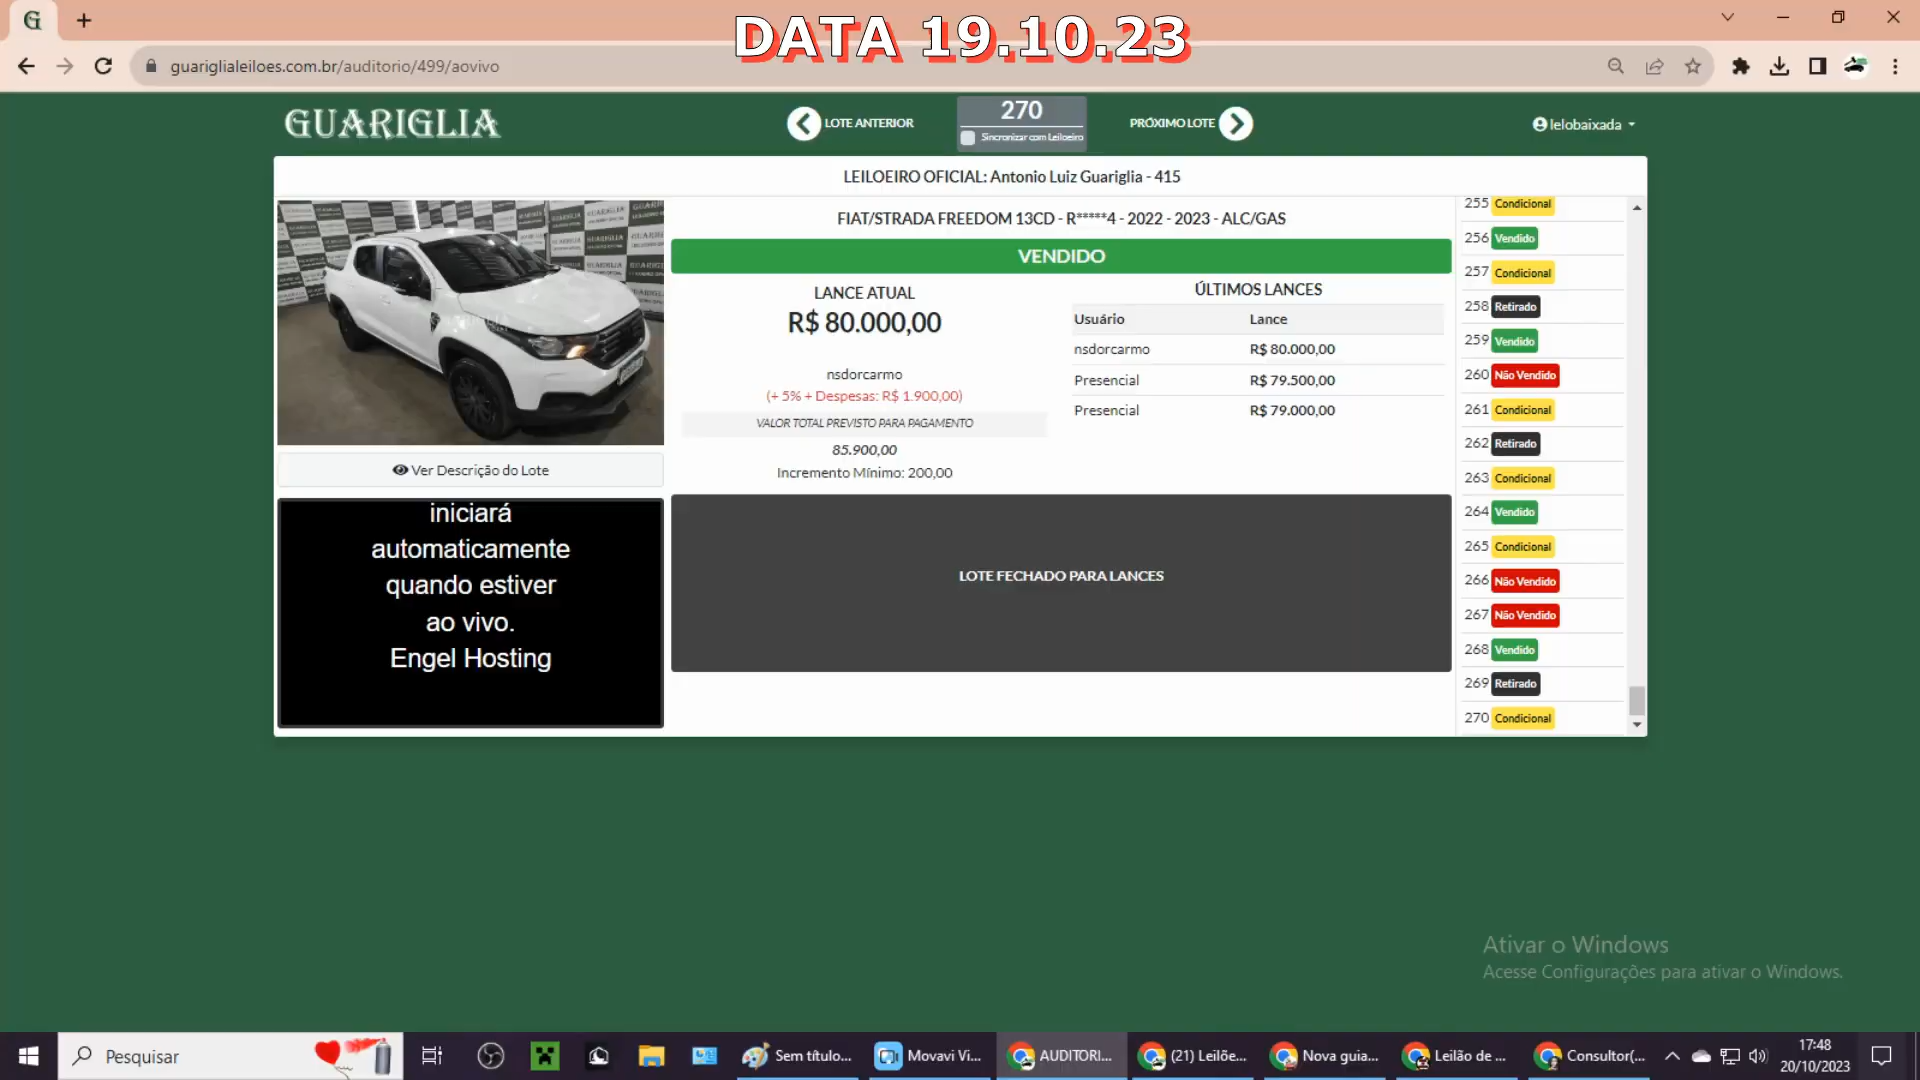 DATA 19.10.23
guariglialeiloes.com.br/auditorio/499/aovivo
GUARIGLIA
LOTE ANTERIOR
270
Sincronizar com Leiloeiro
PRÓXIMO LOTE
lelobaixada
LEILOEIRO OFICIAL: Antonio Luiz Guariglia - 415
FIAT/STRADA FREEDOM 13CD - R*****4 - 2022 - 2023 - ALC/GAS
VENDIDO
LANCE ATUAL
R$ 80.000,00
nsdorcarmo
(+ 5% + Despesas: R$ 1.900,00)
VALOR TOTAL PREVISTO PARA PAGAMENTO
85.900,00
Incremento Mínimo: 200,00
ÚLTIMOS LANCES
Usuário Lance
nsdorcarmo R$ 80.000,00
Presencial R$ 79.500,00
Presencial R$ 79.000,00
Ver Descrição do Lote
iniciará
automaticamente
quando estiver
ao vivo.
Engel Hosting
LOTE FECHADO PARA LANCES
255 Condicional
256 Vendido
257 Condicional
258 Retirado
259 Vendido
260 Não Vendido
261 Condicional
262 Retirado
263 Condicional
264 Vendido
265 Condicional
266 Não Vendido
267 Não Vendido
268 Vendido
269 Retirado
270 Condicional
Ativar o Windows
Acesse Configurações para ativar o Windows.
Pesquisar
Sem título...
Movavi Vi...
AUDITORI...
(21) Leilõe...
Nova guia...
Leilão de ...
Consultor(...
17:48
20/10/2023